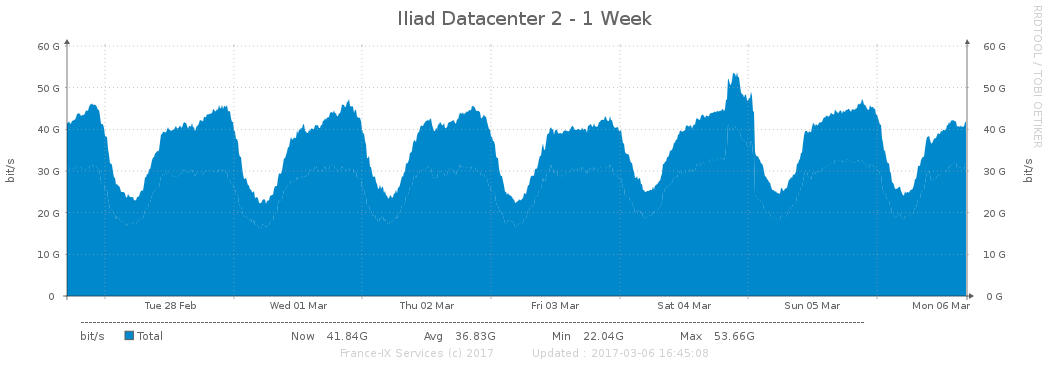 Iliad Datacenter 2 - 1 Week
RRDTOOL / TOBI OETIKER
60 G 60 G
50 G 50 G
40 G 40 G
30 G 30 G
20 G 20 G
10 G 10 G
0 0 G
bit/s
bit/s
Tue 28 Feb Wed 01 Mar Thu 02 Mar Fri 03 Mar Sat 04 Mar Sun 05 Mar Mon 06 Mar
bit/s Total Now 41.84G Avg 36.83G Min 22.04G Max 53.66G
France-IX Services (c) 2017 Updated : 2017-03-06 16:45:08